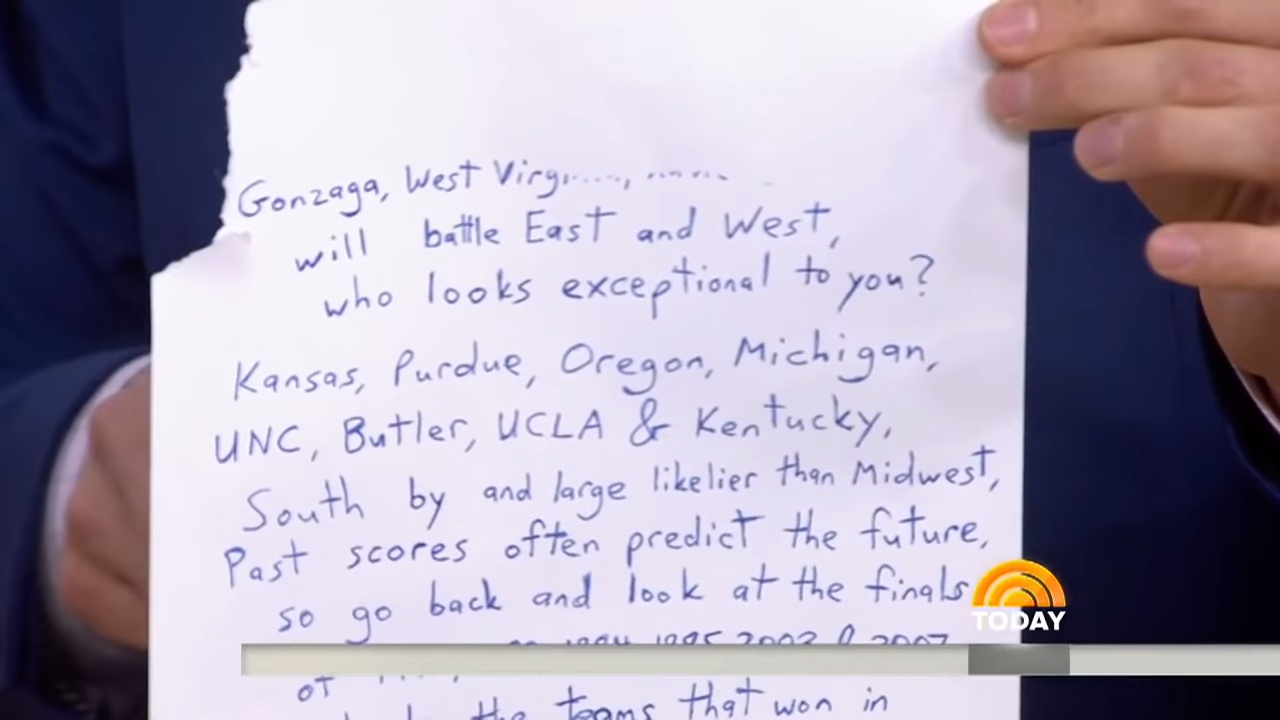 Gonzaga, West
will battle East and West,
who looks exceptional to you?
Kansas, Purdue, Oregon, Michigan,
UNC, Butler, UCLA & Kentucky,
South by and large likelier than Midwest,
Past scores often predict the future,
so go back and look at the finals
of
the teams that won in
TODAY